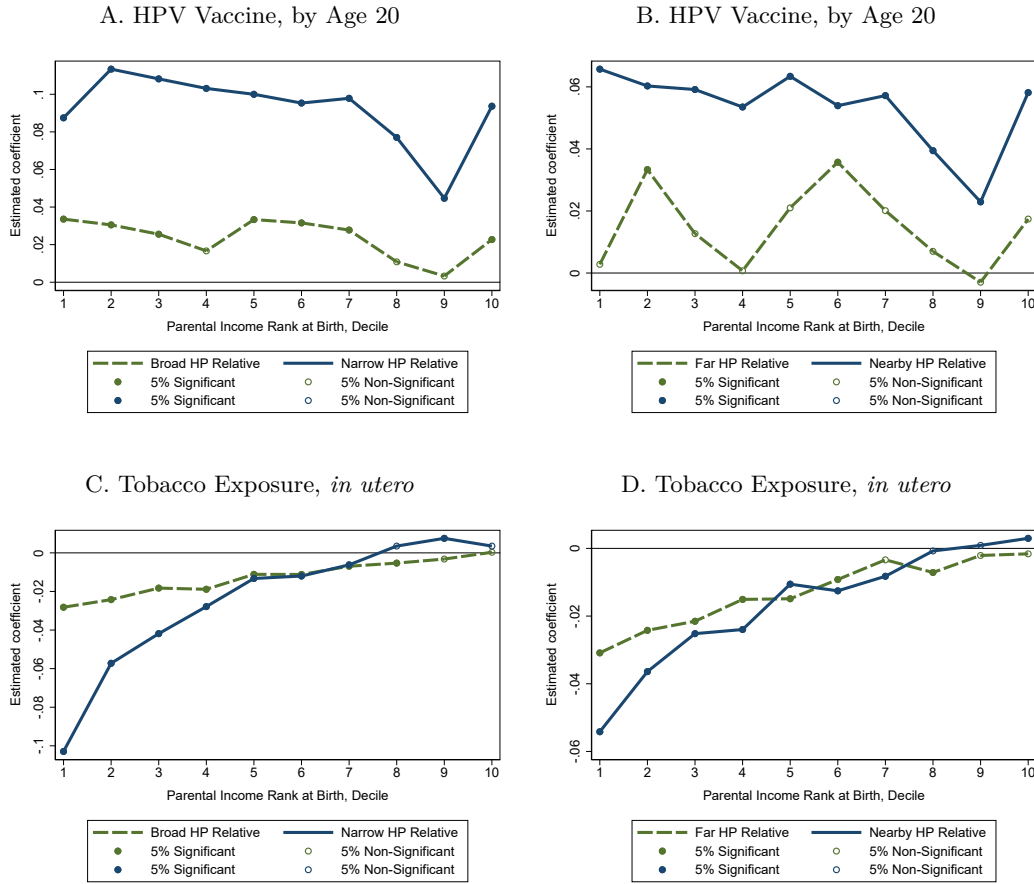 A. HPV Vaccine, by Age 20
Estimated coefficient
.1
.08
.06
.04
.02
0
1 2 3 4 5 6 7 8 9 10
Parental Income Rank at Birth, Decile
Broad HP Relative Narrow HP Relative
5% Significant 5% Non-Significant
5% Significant 5% Non-Significant
B. HPV Vaccine, by Age 20
Estimated coefficient
.06
.04
.02
0
1 2 3 4 5 6 7 8 9 10
Parental Income Rank at Birth, Decile
Far HP Relative Nearby HP Relative
5% Significant 5% Non-Significant
5% Significant 5% Non-Significant
C. Tobacco Exposure, in utero
Estimated coefficient
0
-.02
-.04
-.06
-.08
-.1
1 2 3 4 5 6 7 8 9 10
Parental Income Rank at Birth, Decile
Broad HP Relative Narrow HP Relative
5% Significant 5% Non-Significant
5% Significant 5% Non-Significant
D. Tobacco Exposure, in utero
Estimated coefficient
0
-.02
-.04
-.06
1 2 3 4 5 6 7 8 9 10
Parental Income Rank at Birth, Decile
Far HP Relative Nearby HP Relative
5% Significant 5% Non-Significant
5% Significant 5% Non-Significant